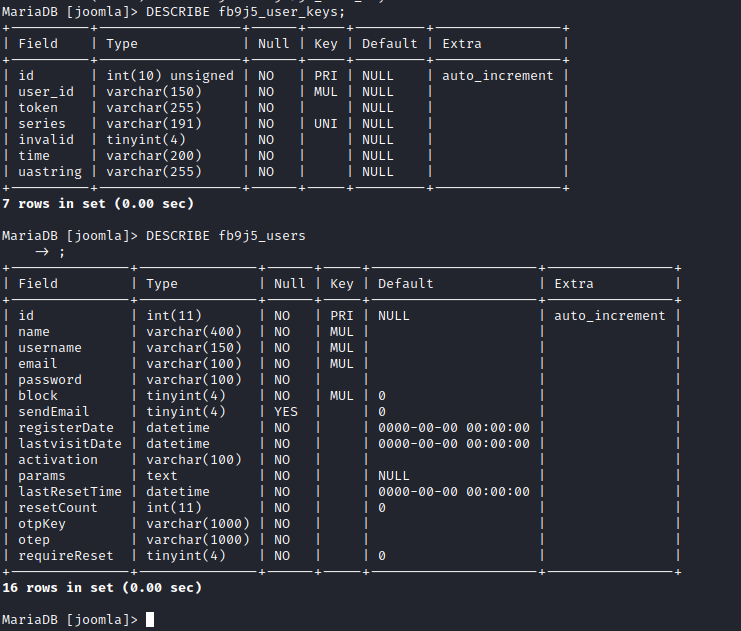 MariaDB [joomla]> DESCRIBE fb9j5_user_keys;
+----------+------------------+------+-----+---------+----------------+
| Field    | Type             | Null | Key | Default | Extra          |
+----------+------------------+------+-----+---------+----------------+
| id       | int(10) unsigned | NO   | PRI | NULL    | auto_increment |
| user_id  | varchar(150)     | NO   | MUL | NULL    |                |
| token    | varchar(255)     | NO   |     | NULL    |                |
| series   | varchar(191)     | NO   | UNI | NULL    |                |
| invalid  | tinyint(4)       | NO   |     | NULL    |                |
| time     | varchar(200)     | NO   |     | NULL    |                |
| uastring | varchar(255)     | NO   |     | NULL    |                |
+----------+------------------+------+-----+---------+----------------+
7 rows in set (0.00 sec)

MariaDB [joomla]> DESCRIBE fb9j5_users
    -> ;
+---------------+---------------+------+-----+---------------------+----------------+
| Field         | Type          | Null | Key | Default             | Extra          |
+---------------+---------------+------+-----+---------------------+----------------+
| id            | int(11)       | NO   | PRI | NULL                | auto_increment |
| name          | varchar(400)  | NO   | MUL |                     |                |
| username      | varchar(150)  | NO   | MUL |                     |                |
| email         | varchar(100)  | NO   | MUL |                     |                |
| password      | varchar(100)  | NO   |     |                     |                |
| block         | tinyint(4)    | NO   | MUL | 0                   |                |
| sendEmail     | tinyint(4)    | YES  |     | 0                   |                |
| registerDate  | datetime      | NO   |     | 0000-00-00 00:00:00 |                |
| lastvisitDate | datetime      | NO   |     | 0000-00-00 00:00:00 |                |
| activation    | varchar(100)  | NO   |     |                     |                |
| params        | text          | NO   |     | NULL                |                |
| lastResetTime | datetime      | NO   |     | 0000-00-00 00:00:00 |                |
| resetCount    | int(11)       | NO   |     | 0                   |                |
| otpKey        | varchar(1000) | NO   |     |                     |                |
| otep          | varchar(1000) | NO   |     |                     |                |
| requireReset  | tinyint(4)    | NO   |     | 0                   |                |
+---------------+---------------+------+-----+---------------------+----------------+
16 rows in set (0.00 sec)

MariaDB [joomla]>